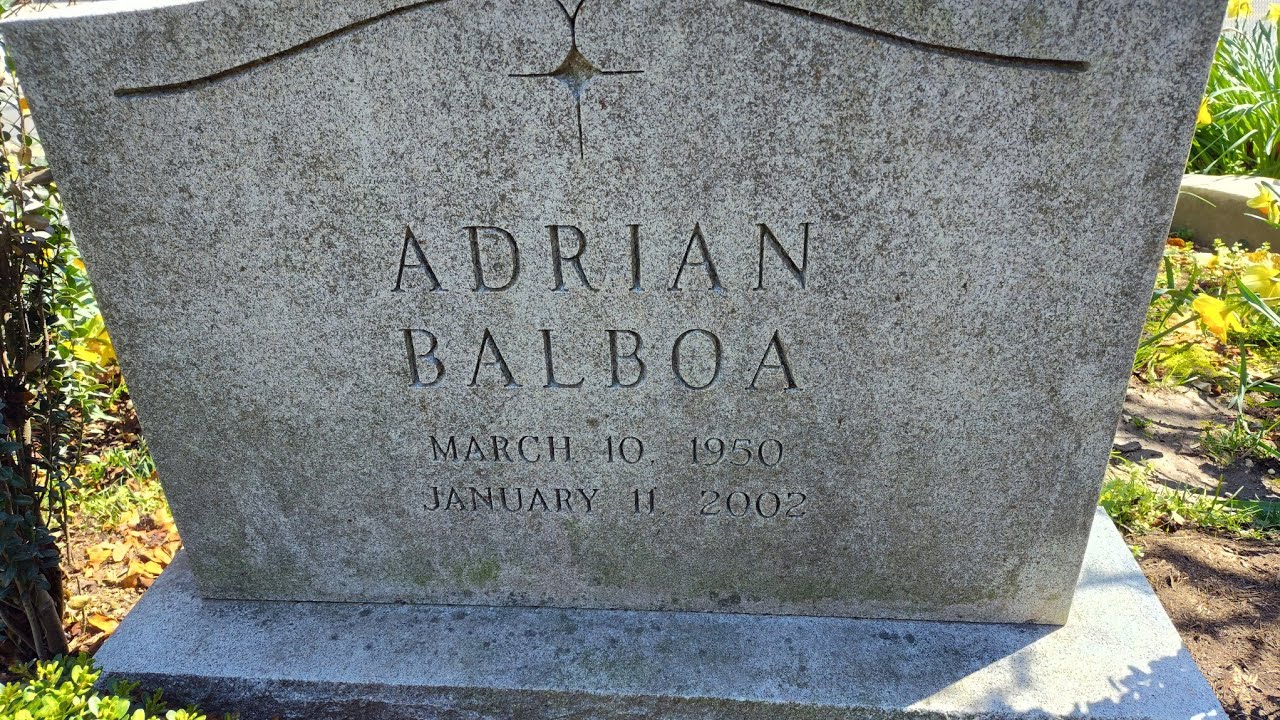 ADRIAN
BALBOA
MARCH 10, 1950
JANUARY 11, 2002